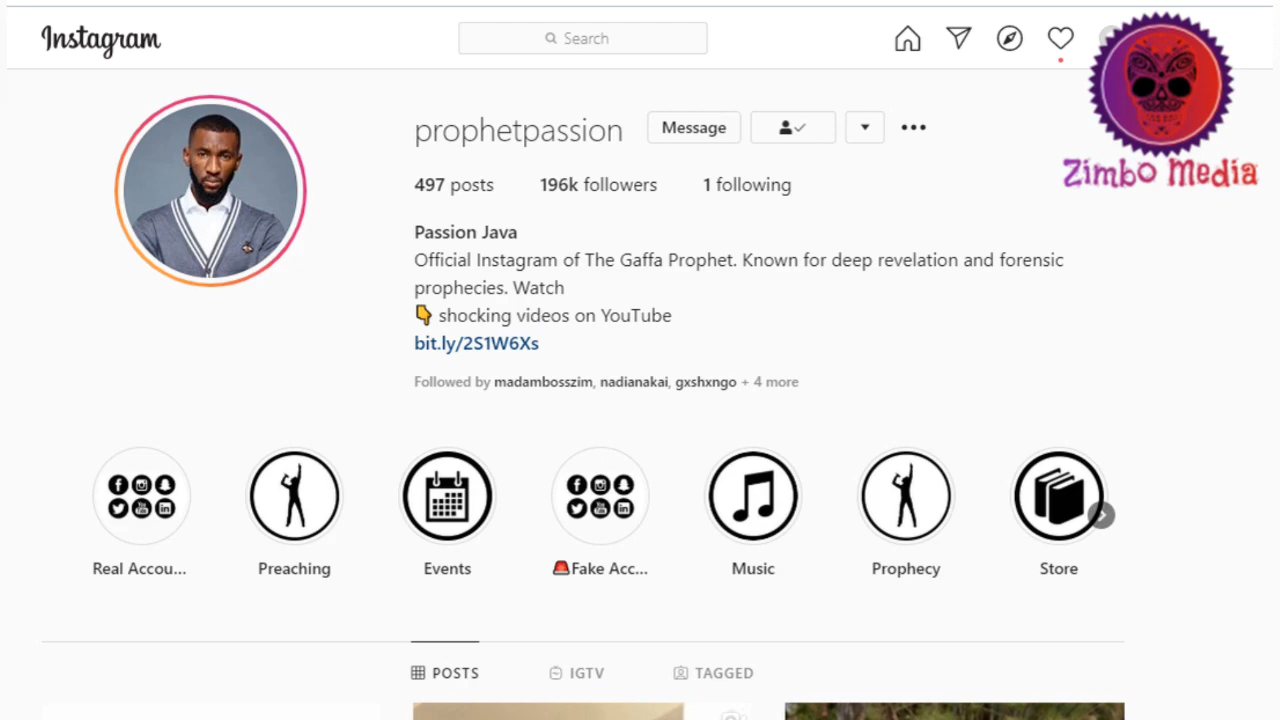 Instagram
Search
Zimbo Media
prophetpassion
Message
497 posts 196k followers 1 following
Passion Java
Official Instagram of The Gaffa Prophet. Known for deep revelation and forensic
prophecies. Watch
👇 shocking videos on YouTube
bit.ly/2S1W6Xs
Followed by madambosszim, nadianakai, gxshxngo + 4 more
Real Accou... Preaching Events 🚨Fake Acc... Music Prophecy Store
POSTS IGTV TAGGED